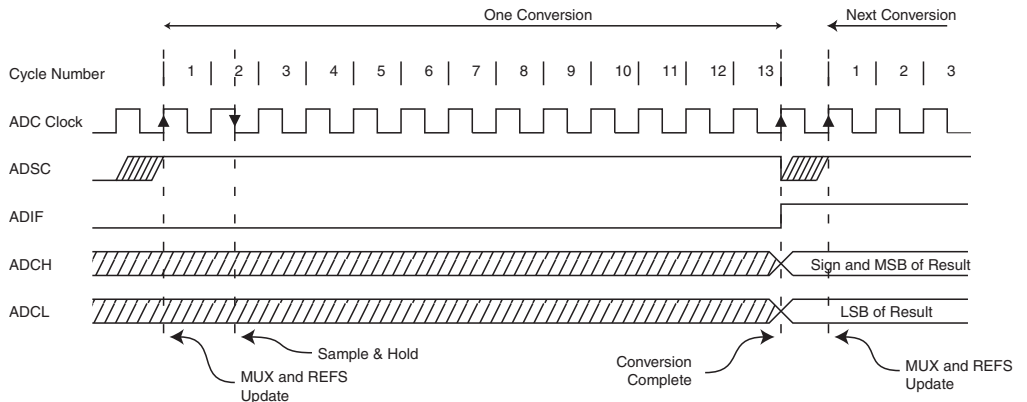 One Conversion
Next Conversion
Cycle Number 1 2 3 4 5 6 7 8 9 10 11 12 13 1 2 3
ADC Clock
ADSC
ADIF
ADCH
Sign and MSB of Result
ADCL
LSB of Result
MUX and REFS
Update
Sample & Hold
Conversion
Complete
MUX and REFS
Update